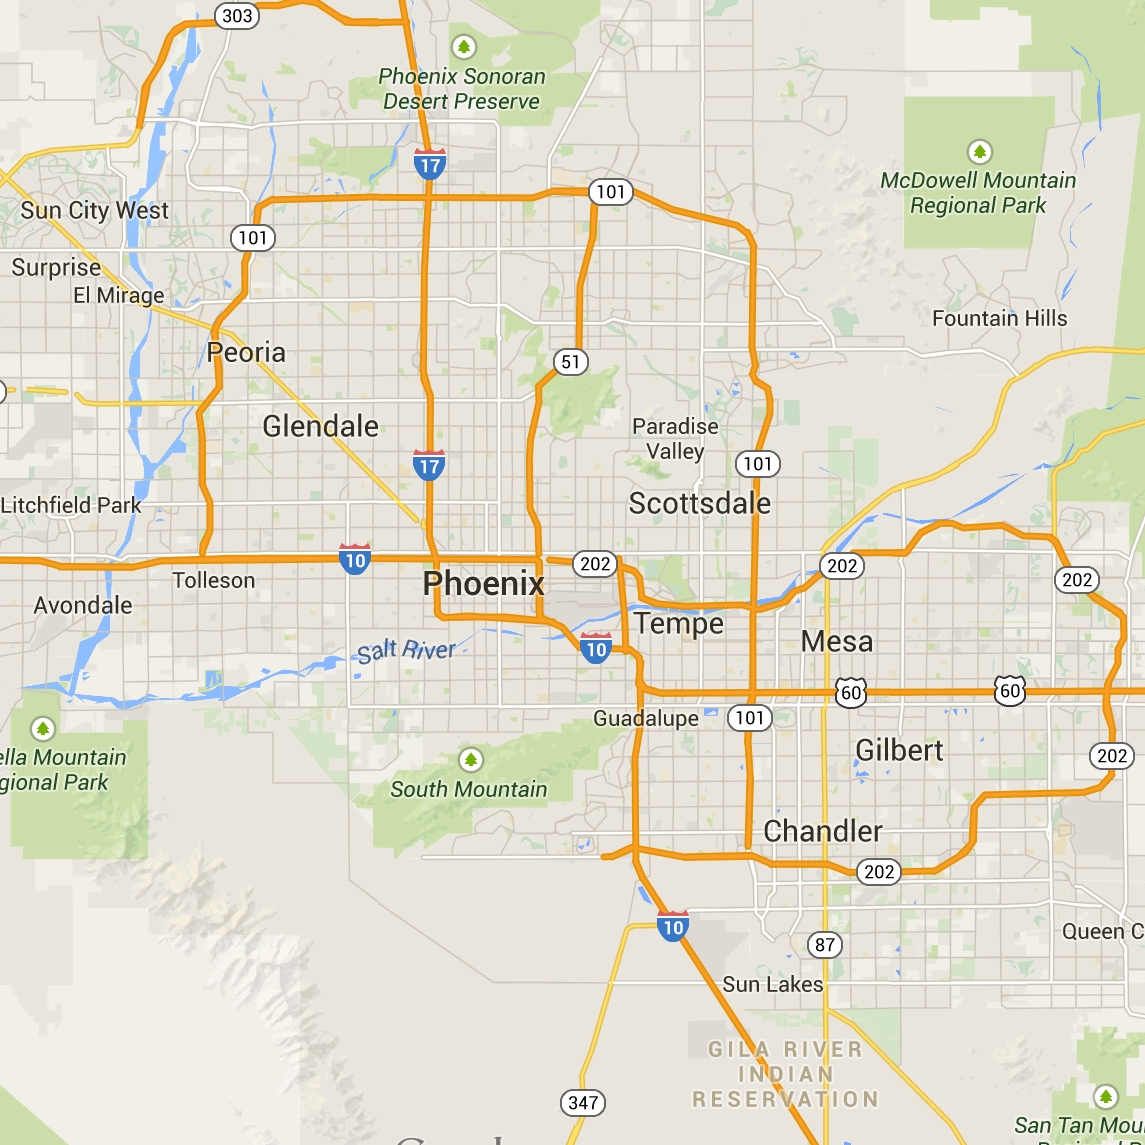 303
Phoenix Sonoran
Desert Preserve
17
McDowell Mountain
Regional Park
101
Sun City West
101
Surprise
El Mirage
Fountain Hills
Peoria
51
Glendale
Paradise
Valley
17
101
Litchfield Park
Scottsdale
10
202
202
202
Tolleson
Phoenix
Avondale
Tempe
Salt River
10
Mesa
60
60
Guadalupe
101
ella Mountain
gional Park
Gilbert
202
South Mountain
Chandler
202
10
Queen C
87
Sun Lakes
GILA RIVER
INDIAN
RESERVATION
347
San Tan Mou